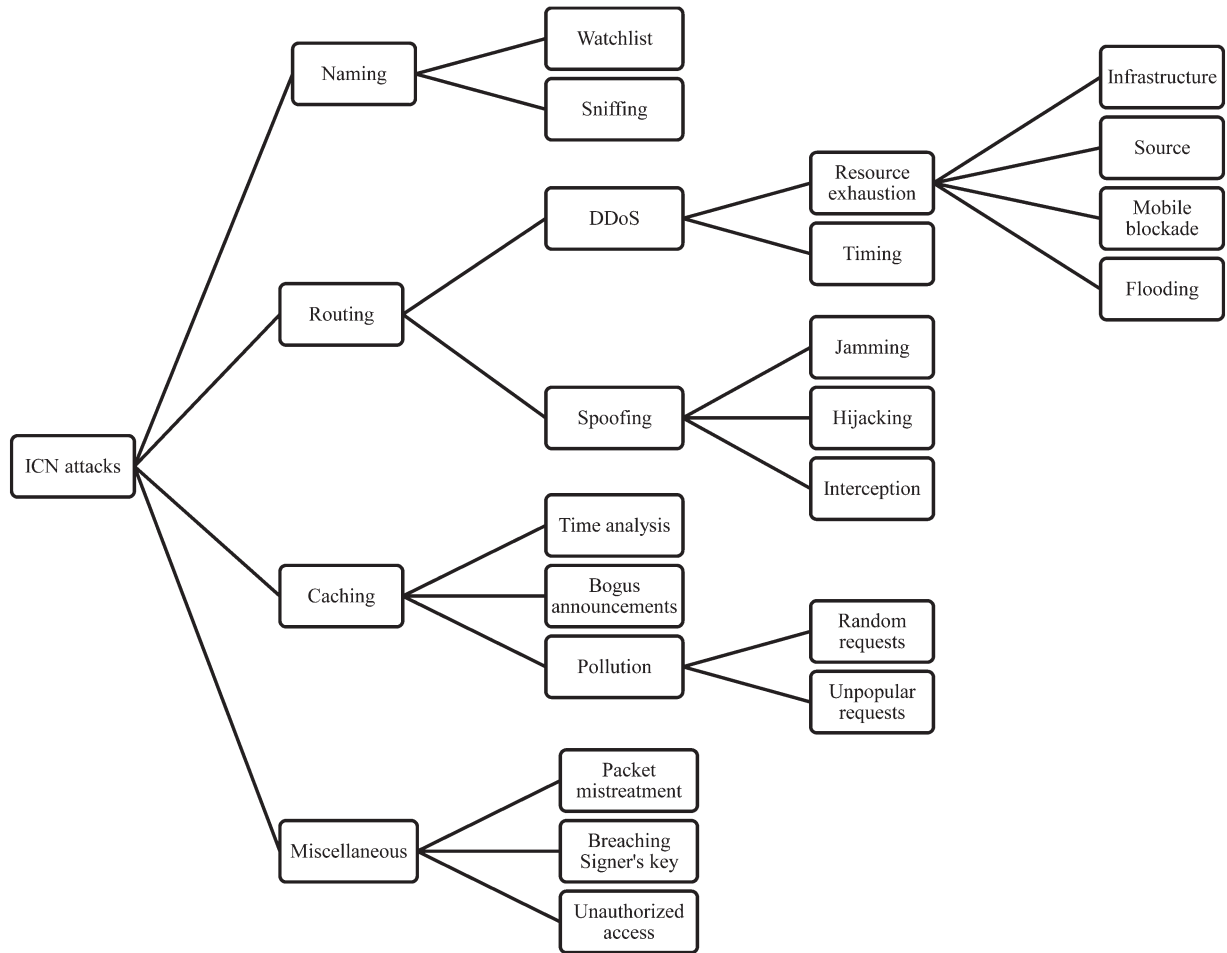 Naming
Watchlist
Sniffing
Infrastructure
Source
Mobile
blockade
Flooding
Resource
exhaustion
Timing
DDoS
Routing
Spoofing
Jamming
Hijacking
Interception
ICN attacks
Time analysis
Bogus
announcements
Pollution
Caching
Random
requests
Unpopular
requests
Miscellaneous
Packet
mistreatment
Breaching
Signer's key
Unauthorized
access